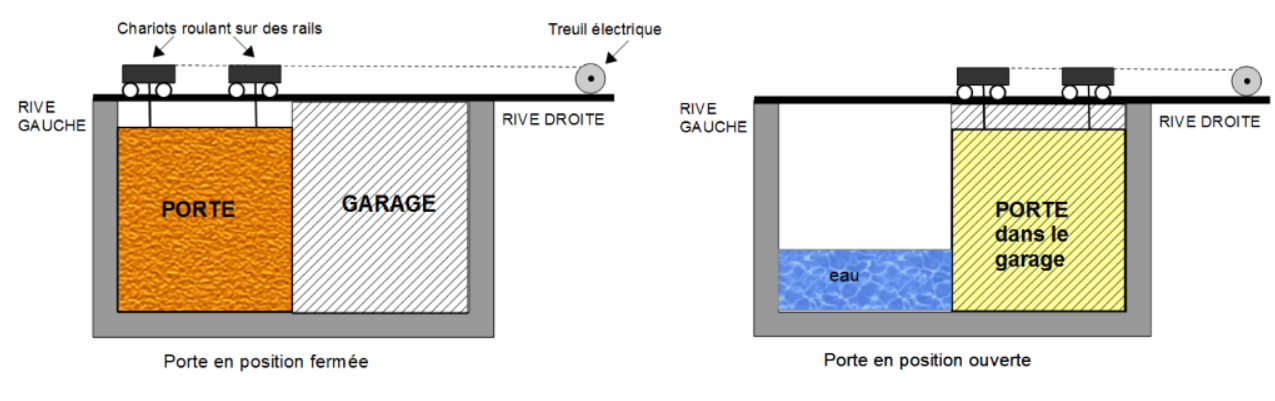 Chariots roulant sur des rails
Treuil électrique
RIVE
GAUCHE
RIVE DROITE
PORTE
GARAGE
Porte en position fermée
RIVE
GAUCHE
RIVE DROITE
PORTE
dans le
garage
eau
Porte en position ouverte